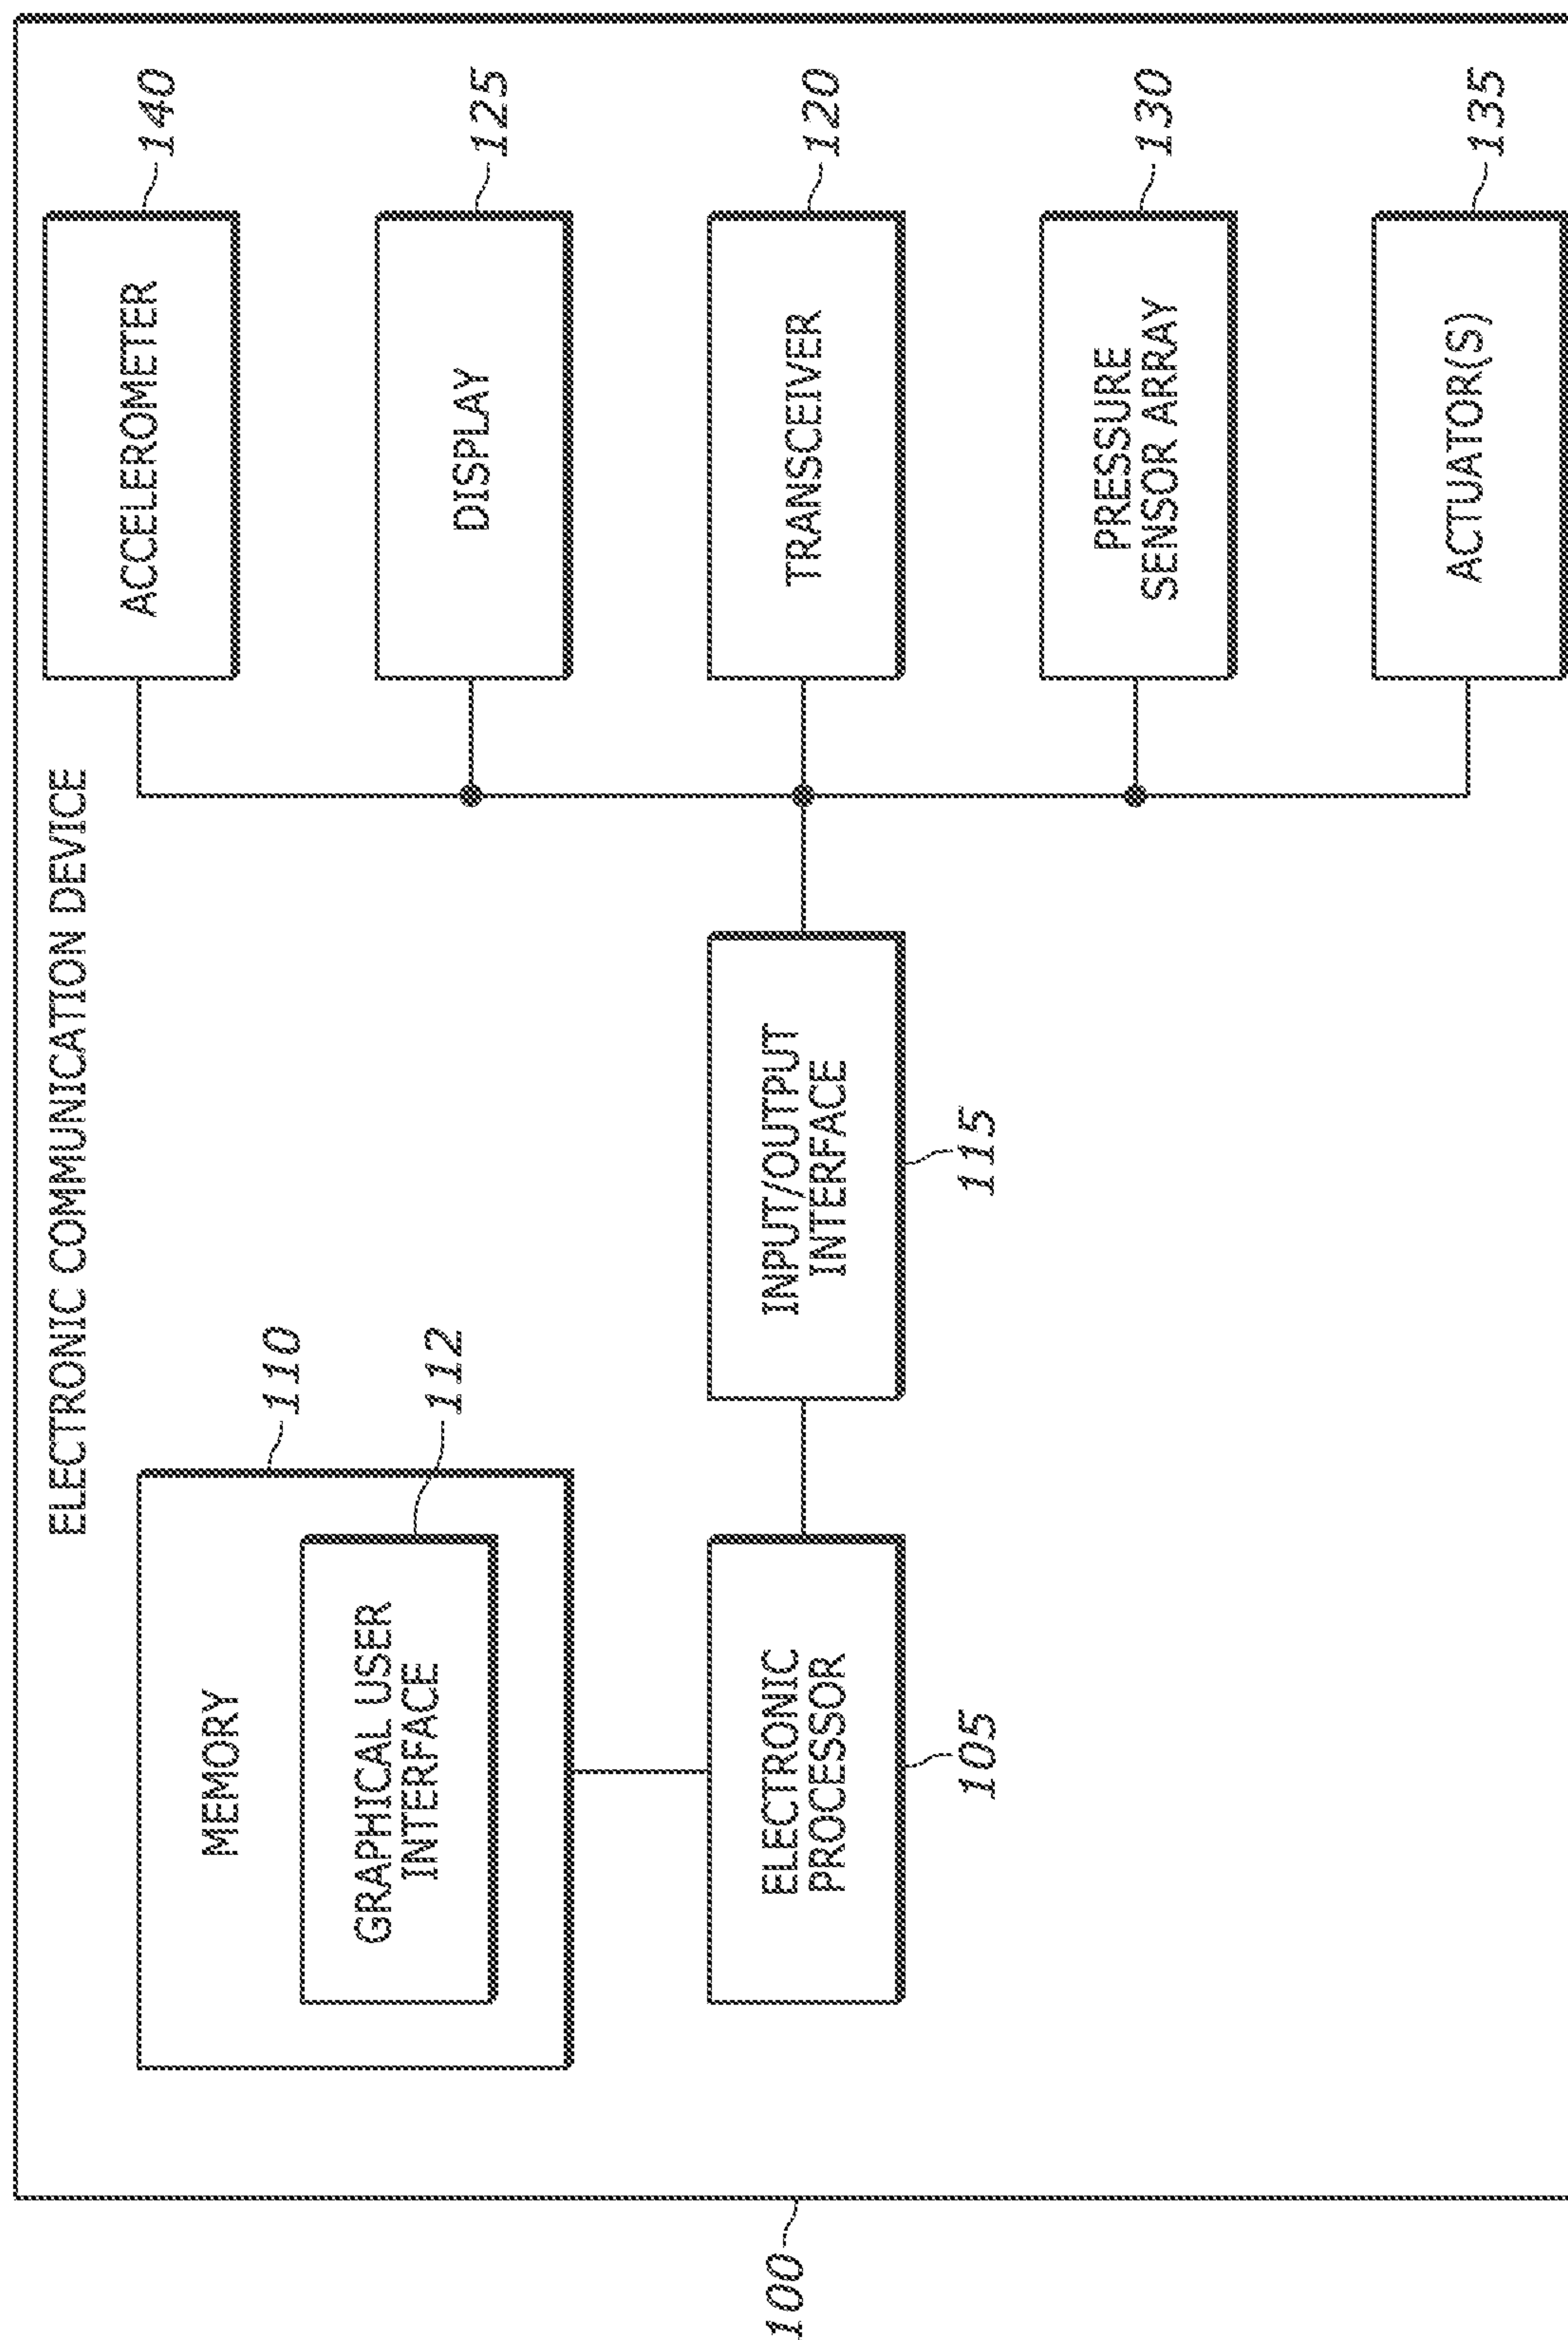 ELECTRONIC COMMUNICATION DEVICE
100
MEMORY
110
GRAPHICAL USER
INTERFACE
112
ELECTRONIC
PROCESSOR
105
INPUT/OUTPUT
INTERFACE
115
ACCELEROMETER
140
DISPLAY
125
TRANSCEIVER
120
PRESSURE
SENSOR ARRAY
130
ACTUATOR(S)
135